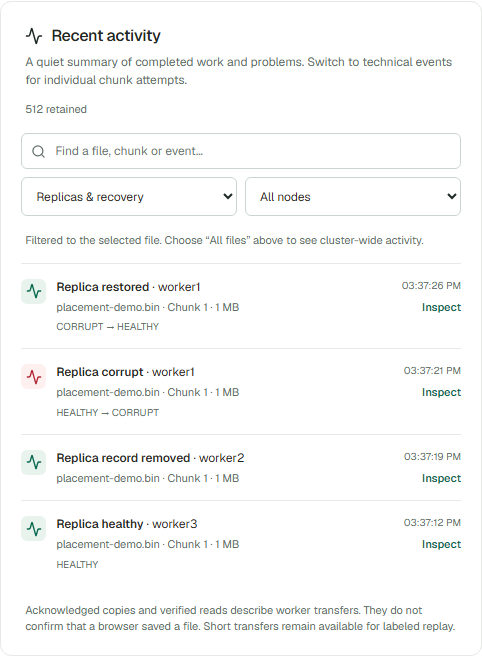 Recent activity
A quiet summary of completed work and problems. Switch to technical events
for individual chunk attempts.
512 retained
Find a file, chunk or event...
Replicas & recovery
All nodes
Filtered to the selected file. Choose “All files” above to see cluster-wide activity.
Replica restored · worker1
03:37:26 PM
placement-demo.bin · Chunk 1 · 1 MB
Inspect
CORRUPT → HEALTHY
Replica corrupt · worker1
03:37:21 PM
placement-demo.bin · Chunk 1 · 1 MB
Inspect
HEALTHY → CORRUPT
Replica record removed · worker2
03:37:19 PM
placement-demo.bin · Chunk 1 · 1 MB
Inspect
Replica healthy · worker3
03:37:12 PM
placement-demo.bin · Chunk 1 · 1 MB
Inspect
HEALTHY
Acknowledged copies and verified reads describe worker transfers. They do not
confirm that a browser saved a file. Short transfers remain available for labeled replay.